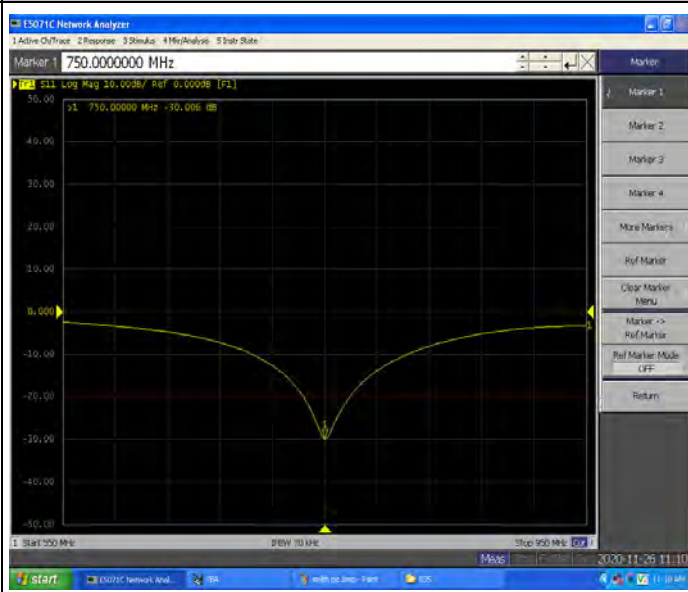 E5071C Network Analyzer
1 Active Ch/Trace 2 Response 3 Stimulus 4 Mkr/Analysis 5 Instr State
Marker 1 750.0000000 MHz
Marker
Tr1 S11 Log Mag 10.00dB/ Ref 0.000dB [F1]
50.00
>1 750.00000 MHz -30.006 dB
40.00
30.00
20.00
10.00
0.000
-10.00
-20.00
-30.00
-40.00
-50.00
1
1
Marker 1
Marker 2
Marker 3
Marker 4
More Markers
Ref Marker
Clear Marker
Menu
Marker ->
Ref Marker
Ref Marker Mode
OFF
Return
1 Start 550 MHz
IFBW 70 kHz
Stop 950 MHz
Meas
2020-11-26 11:10
start
E5071C Network Anal...
11:10 AM